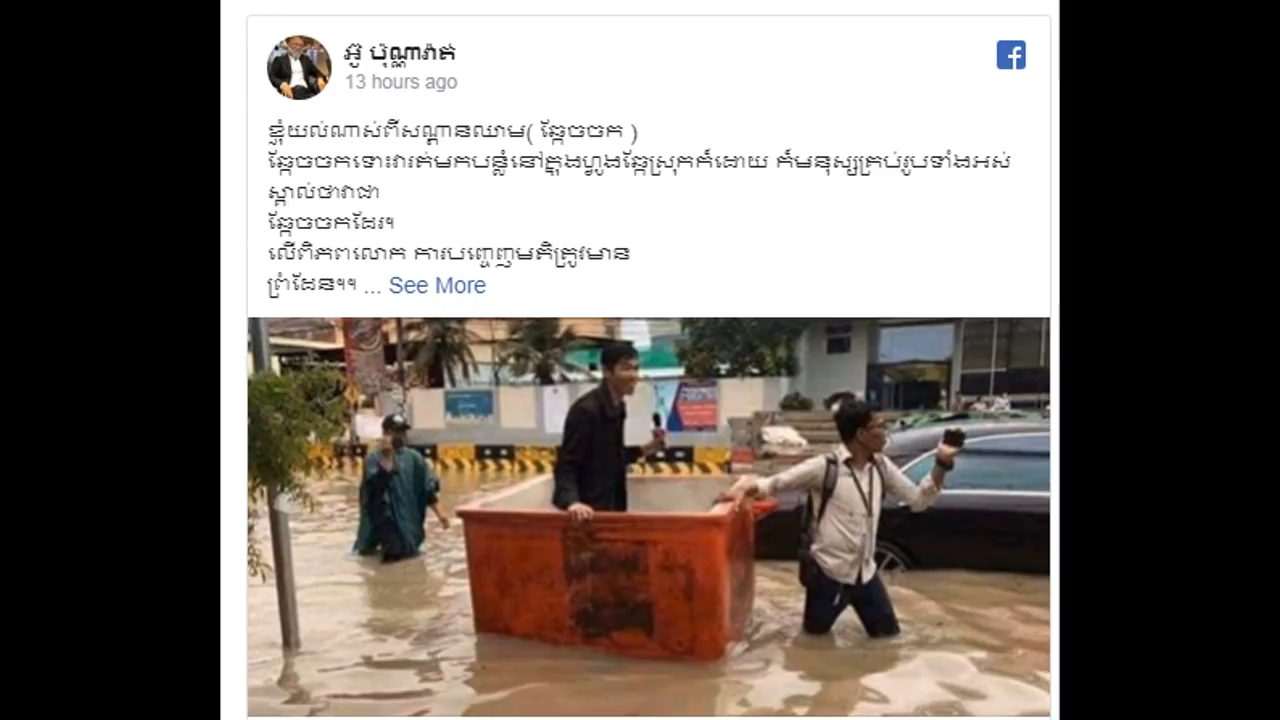 អ៊ូ ប៉ុណ្ណារ៉ាត់
13 hours ago
ខ្ញុំយល់ណាស់ពីសណ្តានឈាម( ឆ្កែចចក )
ឆ្កែចចកទោះវារត់មកបន្លំនៅក្នុងហ្វូងឆ្កែស្រុកក៏ដោយ ក៏មនុស្សគ្រប់រូបទាំងអស់
ស្គាល់ថាវាជា
ឆ្កែចចកដែរ។
លើពិភពលោក ការបញ្ចេញមតិត្រូវមាន
ព្រំដែន។។ ... See More